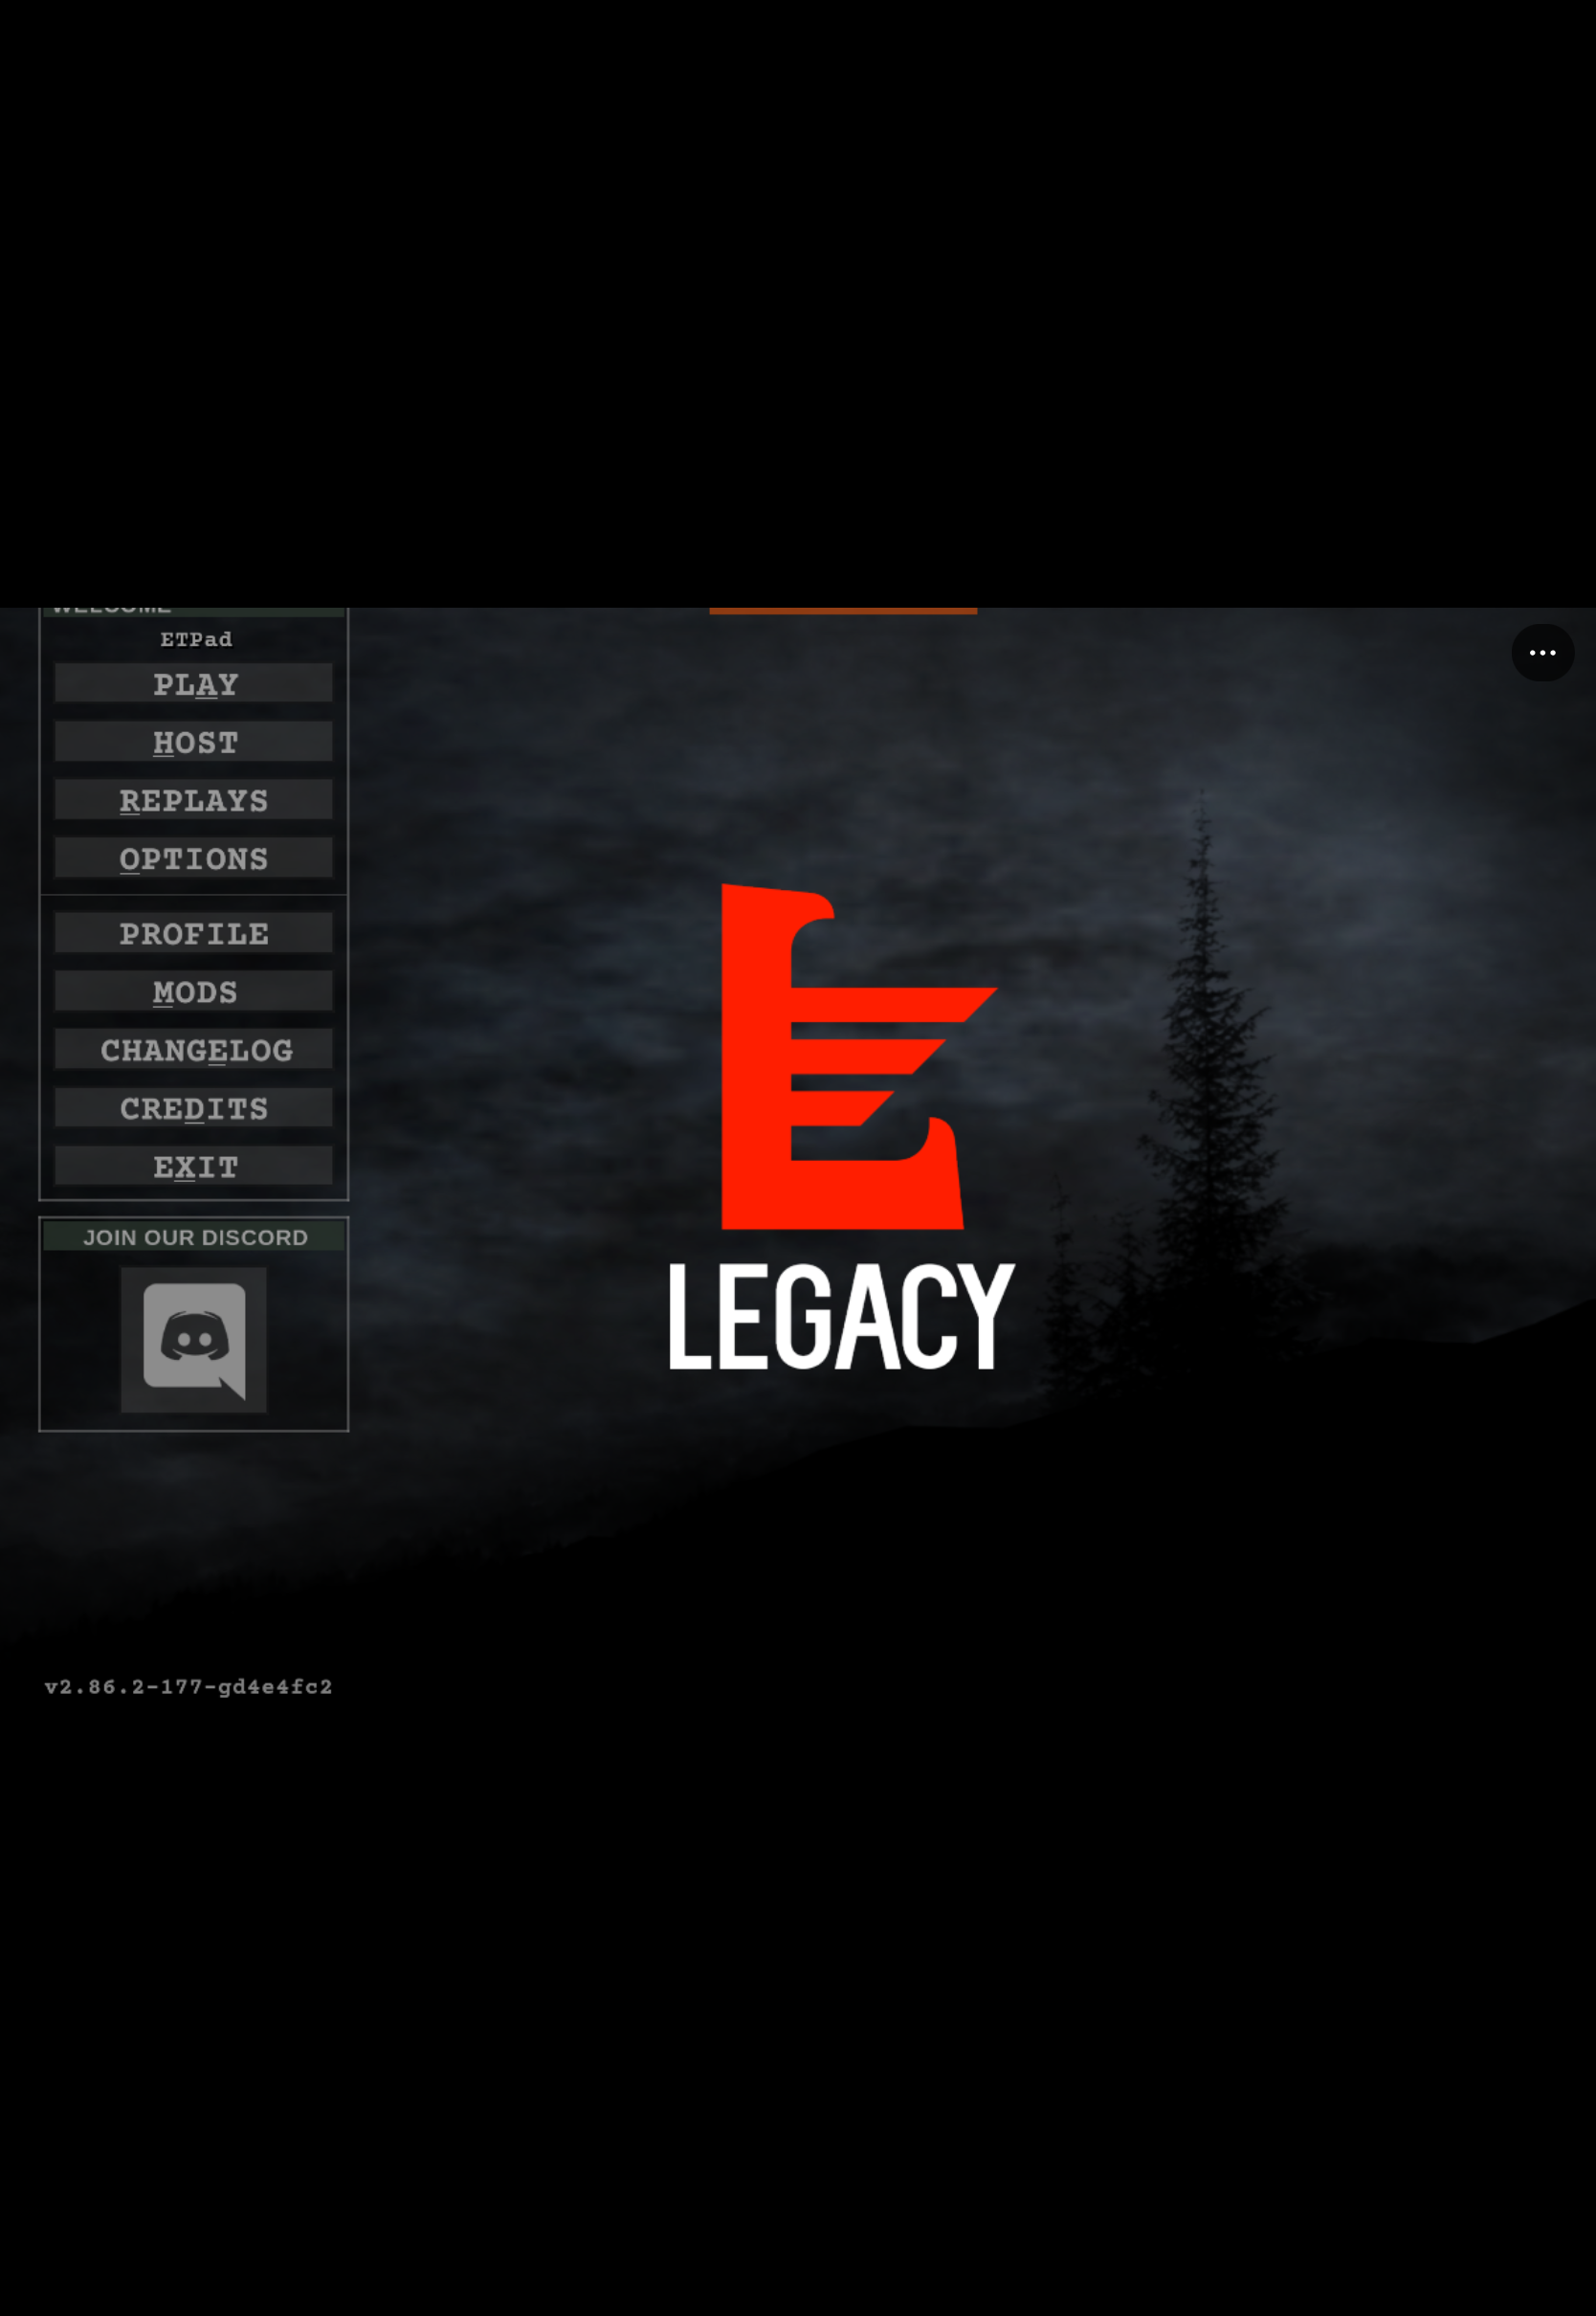 WELCOME
ETPad
PLAY
HOST
REPLAYS
OPTIONS
PROFILE
MODS
CHANGELOG
CREDITS
EXIT
JOIN OUR DISCORD
LEGACY
v2.86.2-177-gd4e4fc2